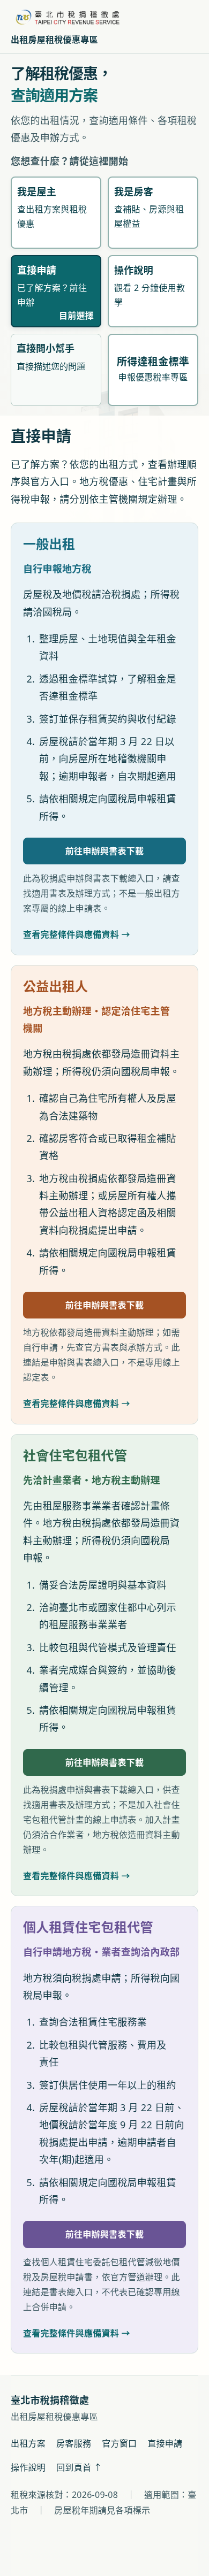 臺北市稅捐稽徵處
TAIPEI CITY REVENUE SERVICE
出租房屋租稅優惠專區
了解租稅優惠，
查詢適用方案
依您的出租情況，查詢適用條件、各項租稅
優惠及申辦方式。
您想查什麼？請從這裡開始
我是屋主
查出租方案與租稅
優惠
我是房客
查補貼、房源與租
屋權益
直接申請
已了解方案？前往
申辦
目前選擇
操作說明
觀看 2 分鐘使用教
學
直接問小幫手
直接描述您的問題
所得達租金標準
申報優惠稅率專區
直接申請
已了解方案？依您的出租方式，查看辦理順
序與官方入口。地方稅優惠、住宅計畫與所
得稅申報，請分別依主管機關規定辦理。
一般出租
自行申報地方稅
房屋稅及地價稅請洽稅捐處；所得稅
請洽國稅局。
1. 整理房屋、土地現值與全年租金
資料
2. 透過租金標準試算，了解租金是
否達租金標準
3. 簽訂並保存租賃契約與收付紀錄
4. 房屋稅請於當年期 3 月 22 日以
前，向房屋所在地稽徵機關申
報；逾期申報者，自次期起適用
5. 請依相關規定向國稅局申報租賃
所得。
前往申辦與書表下載
此為稅捐處申辦與書表下載總入口，請查
找適用書表及辦理方式；不是一般出租方
案專屬的線上申請表。
查看完整條件與應備資料 →
公益出租人
地方稅主動辦理・認定洽住宅主管
機關
地方稅由稅捐處依都發局造冊資料主
動辦理；所得稅仍須向國稅局申報。
1. 確認自己為住宅所有權人及房屋
為合法建築物
2. 確認房客符合或已取得租金補貼
資格
3. 地方稅由稅捐處依都發局造冊資
料主動辦理；或房屋所有權人攜
帶公益出租人資格認定函及相關
資料向稅捐處提出申請。
4. 請依相關規定向國稅局申報租賃
所得。
前往申辦與書表下載
地方稅依都發局造冊資料主動辦理；如需
自行申請，先查官方書表與承辦方式。此
連結是申辦與書表總入口，不是專用線上
認定表。
查看完整條件與應備資料 →
社會住宅包租代管
先洽計畫業者・地方稅主動辦理
先由租屋服務事業業者確認計畫條
件。地方稅由稅捐處依都發局造冊資
料主動辦理；所得稅仍須向國稅局
申報。
1. 備妥合法房屋證明與基本資料
2. 洽詢臺北市或國家住都中心列示
的租屋服務事業業者
3. 比較包租與代管模式及管理責任
4. 業者完成媒合與簽約，並協助後
續管理。
5. 請依相關規定向國稅局申報租賃
所得。
前往申辦與書表下載
此為稅捐處申辦與書表下載總入口，供查
找適用書表及辦理方式；不是加入社會住
宅包租代管計畫的線上申請表。加入計畫
仍須洽合作業者，地方稅依造冊資料主動
辦理。
查看完整條件與應備資料 →
個人租賃住宅包租代管
自行申請地方稅・業者查詢洽內政部
地方稅須向稅捐處申請；所得稅向國
稅局申報。
1. 查詢合法租賃住宅服務業
2. 比較包租與代管服務、費用及
責任
3. 簽訂供居住使用一年以上的租約
4. 房屋稅請於當年期 3 月 22 日前、
地價稅請於當年度 9 月 22 日前向
稅捐處提出申請，逾期申請者自
次年(期)起適用。
5. 請依相關規定向國稅局申報租賃
所得。
前往申辦與書表下載
查找個人租賃住宅委託包租代管減徵地價
稅及房屋稅申請書，依官方管道辦理。此
連結是書表總入口，不代表已確認專用線
上合併申請。
查看完整條件與應備資料 →
臺北市稅捐稽徵處
出租房屋租稅優惠專區
出租方案 房客服務 官方窗口 直接申請
操作說明 回到頁首 ↑
租稅來源核對：2026-09-08 ｜ 適用範圍：臺
北市 ｜ 房屋稅年期請見各項標示